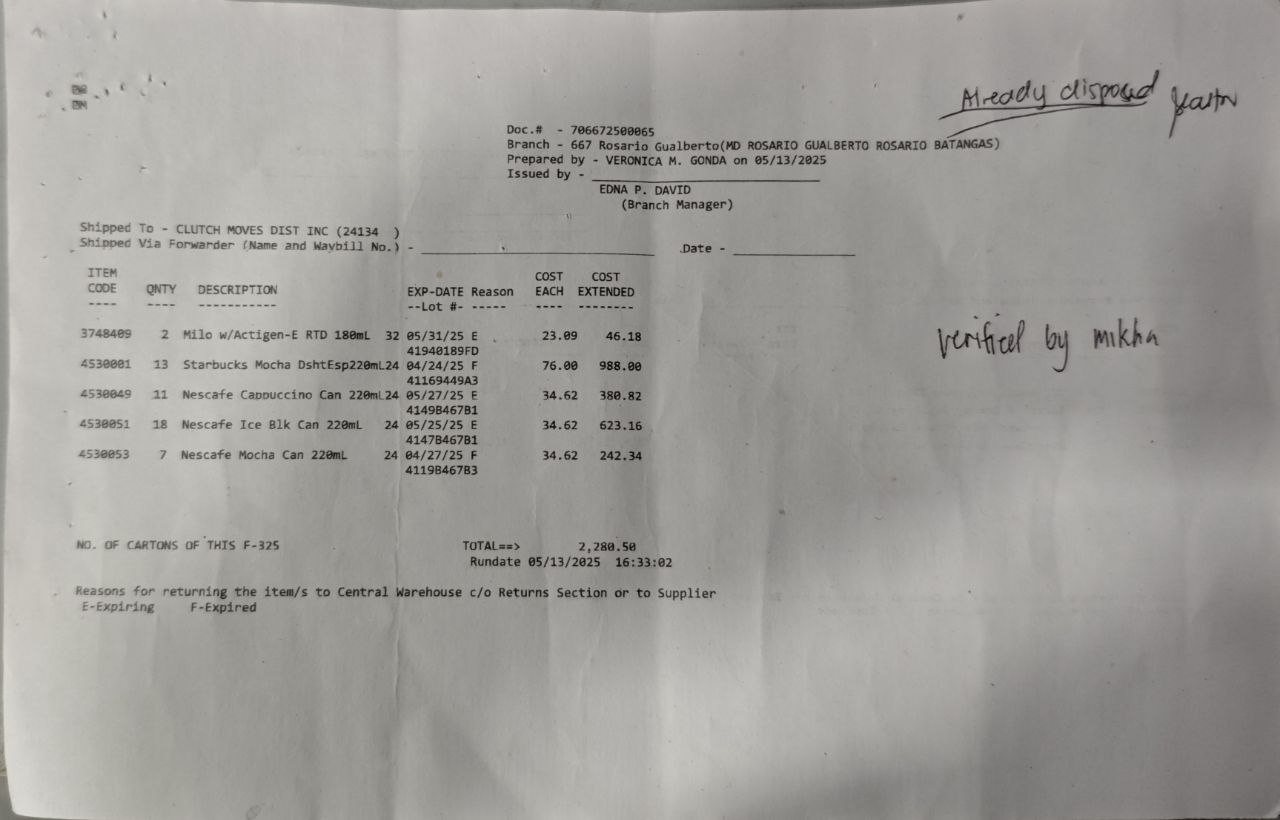 Already disposed
Doc.# - 706672500065
Branch - 667 Rosario Gualberto(MD ROSARIO GUALBERTO ROSARIO BATANGAS)
Prepared by - VERONICA M. GONDA on 05/13/2025
Issued by -
EDNA P. DAVID
(Branch Manager)
Shipped To - CLUTCH MOVES DIST INC (24134 )
Shipped Via Forwarder (Name and Waybill No.) - Date -
ITEM COST COST
CODE QNTY DESCRIPTION EXP-DATE Reason EACH EXTENDED
---- ---- ----------- --Lot #- ----- ---- --------
3748409 2 Milo w/Actigen-E RTD 180mL 32 05/31/25 E 23.09 46.18
41940189FD
4530001 13 Starbucks Mocha DshtEsp220mL24 04/24/25 F 76.00 988.00
41169449A3
4530049 11 Nescafe Cappuccino Can 220mL24 05/27/25 E 34.62 380.82
4149B467B1
4530051 18 Nescafe Ice Blk Can 220mL 24 05/25/25 E 34.62 623.16
4147B467B1
4530053 7 Nescafe Mocha Can 220mL 24 04/27/25 F 34.62 242.34
4119B467B3
verified by mikha
NO. OF CARTONS OF THIS F-325 TOTAL==> 2,280.50
Rundate 05/13/2025 16:33:02
Reasons for returning the item/s to Central Warehouse c/o Returns Section or to Supplier
E-Expiring F-Expired